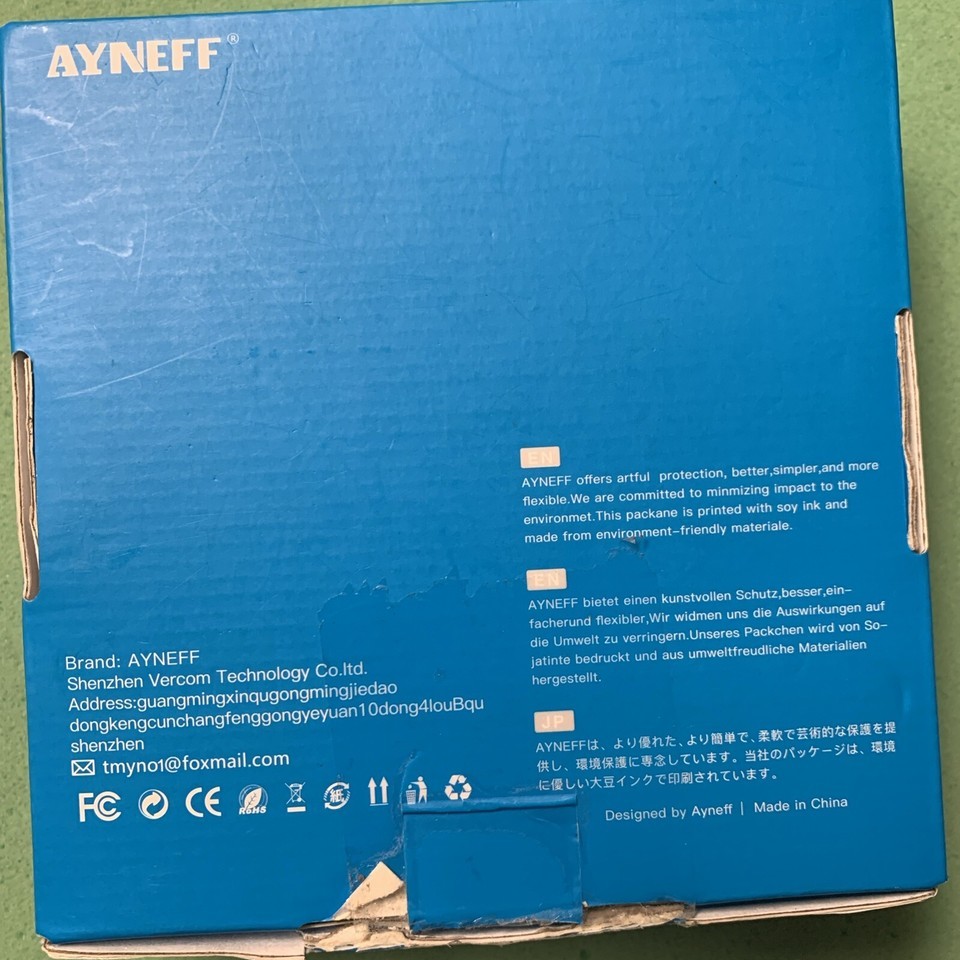 AYNEFF®
EN
AYNEFF offers artful protection, better,simpler,and more
flexible.We are committed to minmizing impact to the
environmet.This packane is printed with soy ink and
made from environment-friendly materiale.
EN
AYNEFF bietet einen kunstvollen Schutz,besser,ein-
facherund flexibler,Wir widmen uns die Auswirkungen auf
die Umwelt zu verringern.Unseres Packchen wird von So-
jatinte bedruckt und aus umweltfreudliche Materialien
hergestellt.
JP
AYNEFFは、より優れた、より簡単で、柔軟で芸術的な保護を提
供し、環境保護に専念しています。当社のパッケージは、環境
に優しい大豆インクで印刷されています。
Designed by Ayneff | Made in China
Brand: AYNEFF
Shenzhen Vercom Technology Co.ltd.
Address:guangmingxinqugongmingjiedao
dongkengcunchangfenggongyeyuan10dong4louBqu
shenzhen
tmyno1@foxmail.com
FC CE RoHS 紙